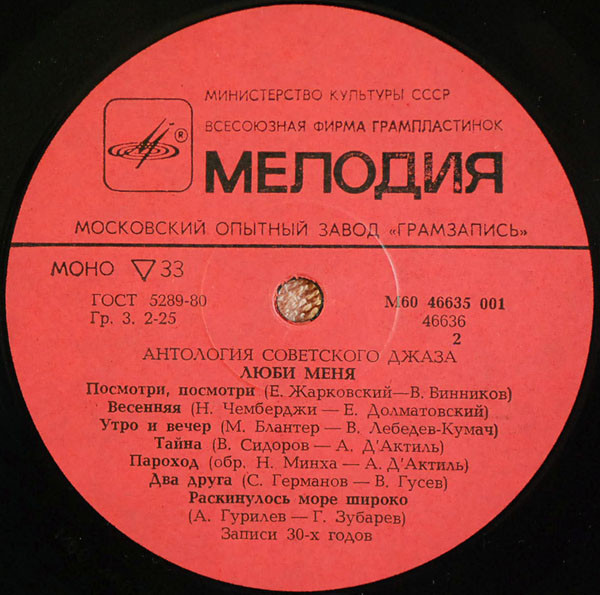 МИНИСТЕРСТВО КУЛЬТУРЫ СССР
ВСЕСОЮЗНАЯ ФИРМА ГРАМПЛАСТИНОК
®
МЕЛОДИЯ
МОСКОВСКИЙ ОПЫТНЫЙ ЗАВОД «ГРАМЗАПИСЬ»
МОНО 33
ГОСТ 5289-80 М60 46635 001
Гр. 3. 2-25 46636
2
АНТОЛОГИЯ СОВЕТСКОГО ДЖАЗА
ЛЮБИ МЕНЯ
Посмотри, посмотри (Е. Жарковский—В. Винников)
Весенняя (Н. Чемберджи — Е. Долматовский)
Утро и вечер (М. Блантер — В. Лебедев-Кумач)
Тайна (В. Сидоров — А. Д'Актиль)
Пароход (обр. Н. Минха — А. Д'Актиль)
Два друга (С. Германов — В. Гусев)
Раскинулось море широко
(А. Гурилев — Г. Зубарев)
Записи 30-х годов